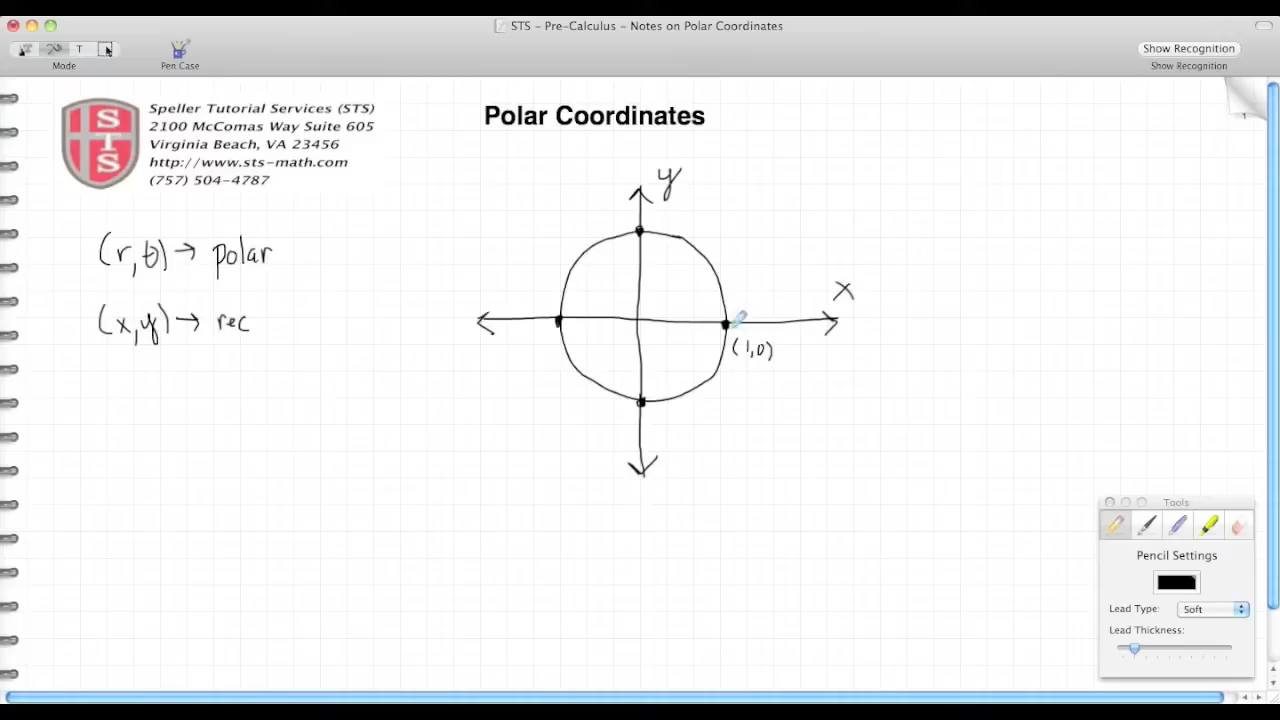 STS - Pre-Calculus - Notes on Polar Coordinates
T
Mode
Pen Case
Show Recognition
Show Recognition
STS
Speller Tutorial Services (STS)
2100 McComas Way Suite 605
Virginia Beach, VA 23456
http://www.sts-math.com
(757) 504-4787
Polar Coordinates
1
y
(r,θ)→ polar
x
(x,y)→ rec
(1,0)
Tools
Pencil Settings
Lead Type: Soft
Lead Thickness: